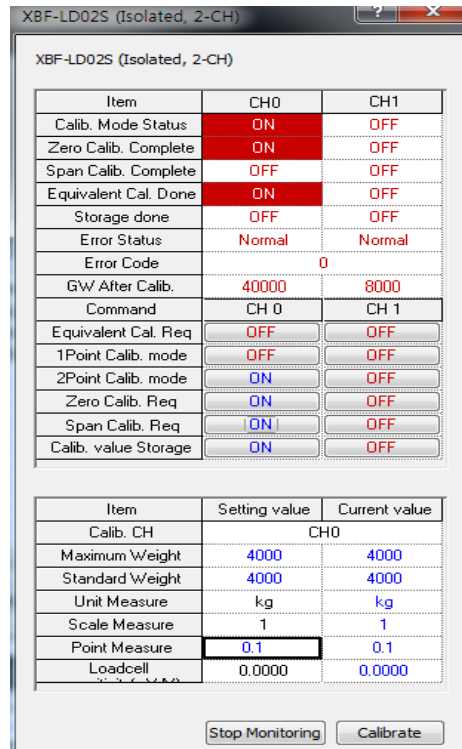 XBF-LD02S (Isolated, 2-CH)
XBF-LD02S (Isolated, 2-CH)
Item CH0 CH1
Calib. Mode Status ON OFF
Zero Calib. Complete ON OFF
Span Calib. Complete OFF OFF
Equivalent Cal. Done ON OFF
Storage done OFF OFF
Error Status Normal Normal
Error Code 0
GW After Calib. 40000 8000
Command CH 0 CH 1
Equivalent Cal. Req OFF OFF
1Point Calib. mode OFF OFF
2Point Calib. mode ON OFF
Zero Calib. Req ON OFF
Span Calib. Req ON OFF
Calib. value Storage ON OFF
Item Setting value Current value
Calib. CH CH0
Maximum Weight 4000 4000
Standard Weight 4000 4000
Unit Measure kg kg
Scale Measure 1 1
Point Measure 0.1 0.1
Loadcell 0.0000 0.0000
Stop Monitoring Calibrate